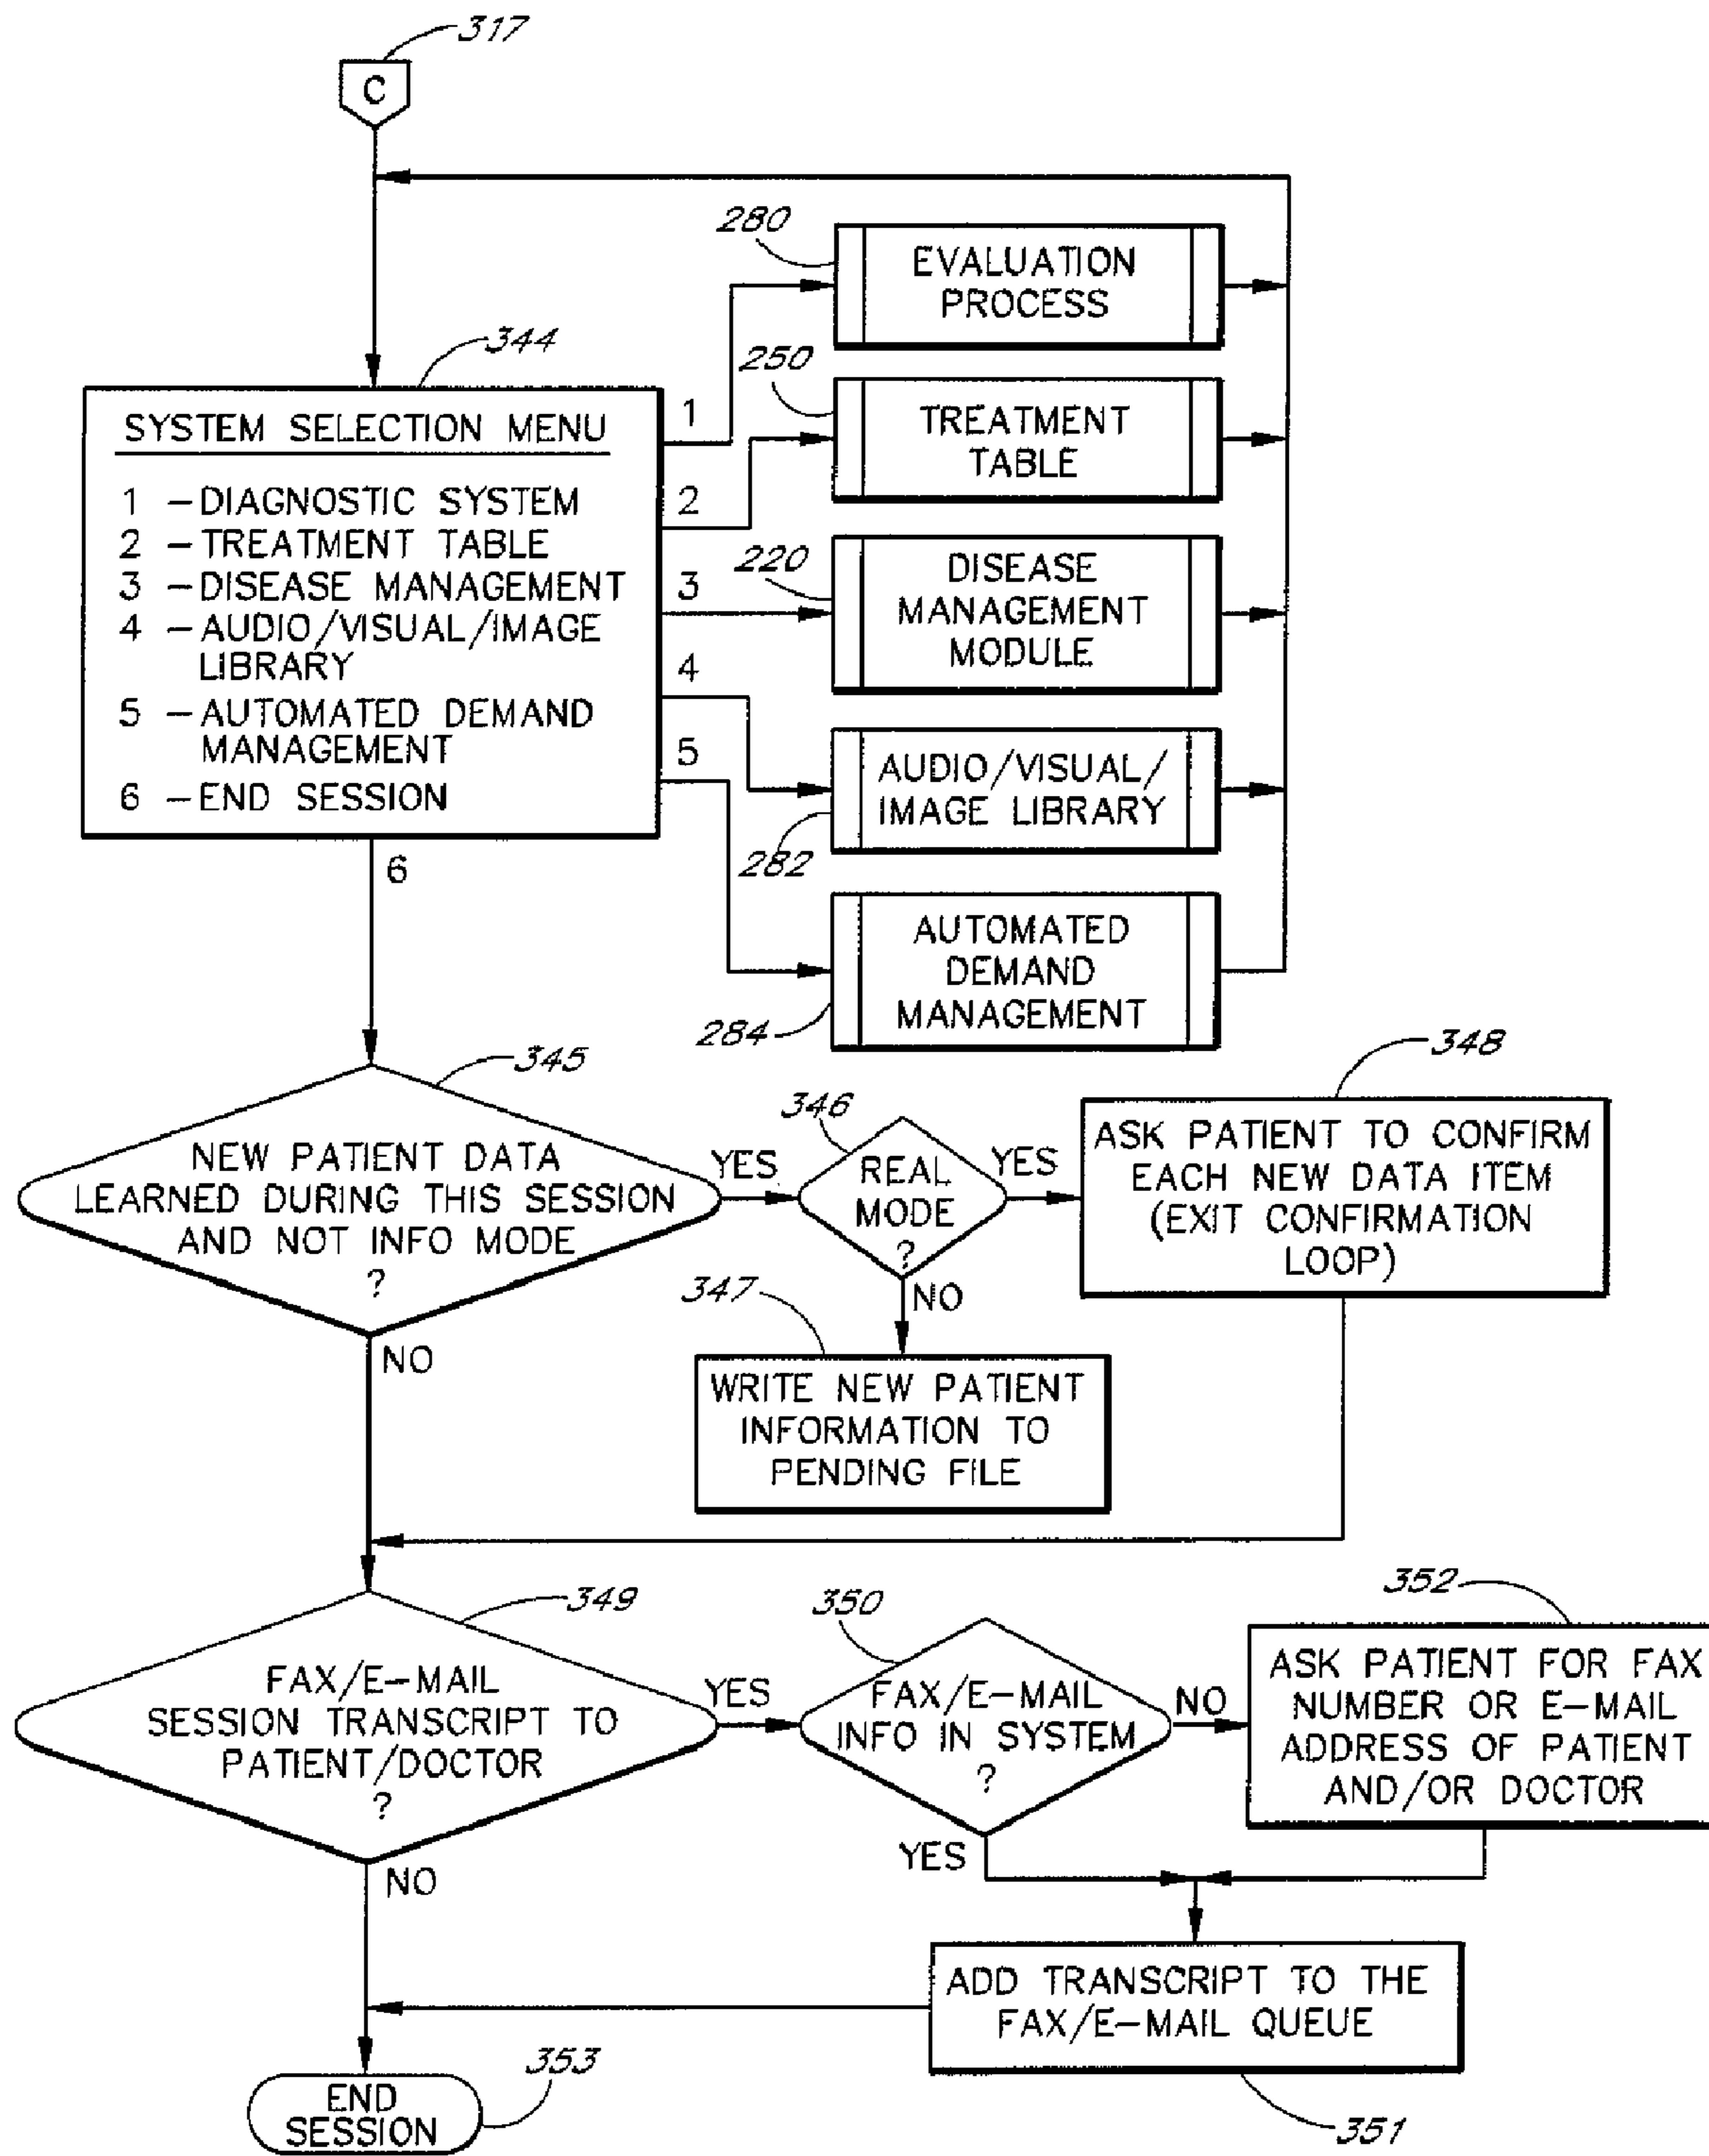 317
C
280
EVALUATION
PROCESS
344
SYSTEM SELECTION MENU
1 – DIAGNOSTIC SYSTEM
2 – TREATMENT TABLE
3 – DISEASE MANAGEMENT
4 – AUDIO/VISUAL/IMAGE
LIBRARY
5 – AUTOMATED DEMAND
MANAGEMENT
6 – END SESSION
1
2
3
4
5
6
250
TREATMENT
TABLE
220
DISEASE
MANAGEMENT
MODULE
AUDIO/VISUAL/
IMAGE LIBRARY
282
AUTOMATED
DEMAND
MANAGEMENT
284
345
NEW PATIENT DATA
LEARNED DURING THIS SESSION
AND NOT INFO MODE
?
YES
NO
346
REAL
MODE
?
YES
NO
348
ASK PATIENT TO CONFIRM
EACH NEW DATA ITEM
(EXIT CONFIRMATION
LOOP)
347
WRITE NEW PATIENT
INFORMATION TO
PENDING FILE
349
FAX/E–MAIL
SESSION TRANSCRIPT TO
PATIENT/DOCTOR
?
YES
NO
350
FAX/E–MAIL
INFO IN SYSTEM
?
NO
YES
352
ASK PATIENT FOR FAX
NUMBER OR E–MAIL
ADDRESS OF PATIENT
AND/OR DOCTOR
ADD TRANSCRIPT TO THE
FAX/E–MAIL QUEUE
351
353
END
SESSION